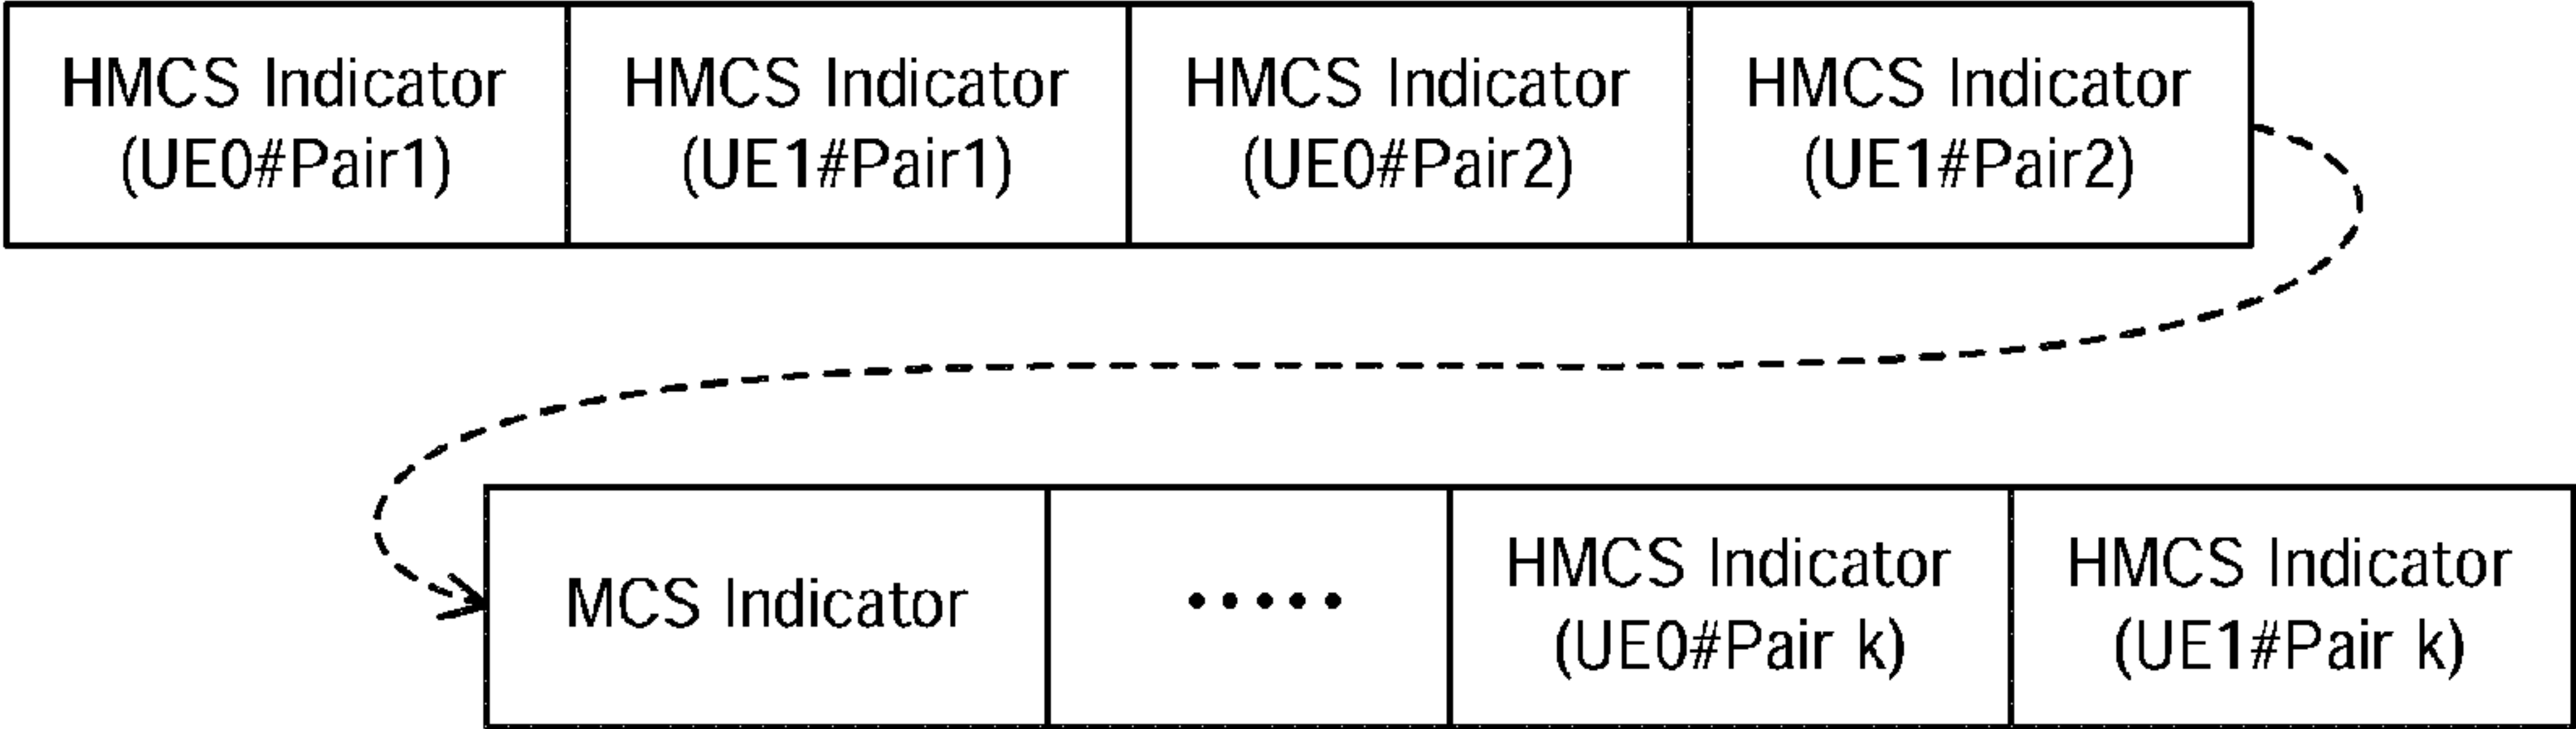 HMCS Indicator
(UE0#Pair1)
HMCS Indicator
(UE1#Pair1)
HMCS Indicator
(UE0#Pair2)
HMCS Indicator
(UE1#Pair2)
MCS Indicator
•••••
HMCS Indicator
(UE0#Pair k)
HMCS Indicator
(UE1#Pair k)